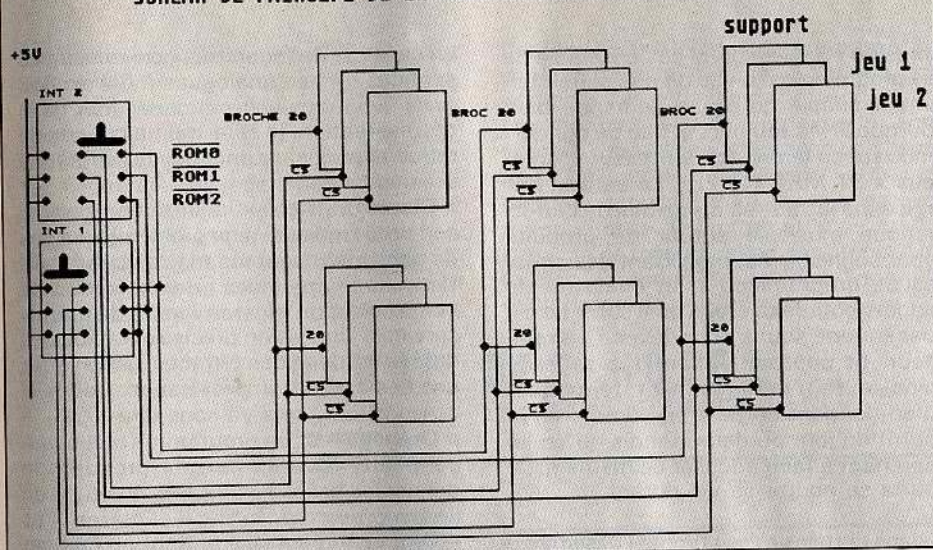 support
+5V
Jeu 1
Jeu 2
INT 2
BROCHE 20
BROC 20
BROC 20
ROM0
ROM1
ROM2
CS
CS
CS
CS
CS
CS
INT. 1
20
20
20
CS
CS
CS
CS
CS
CS